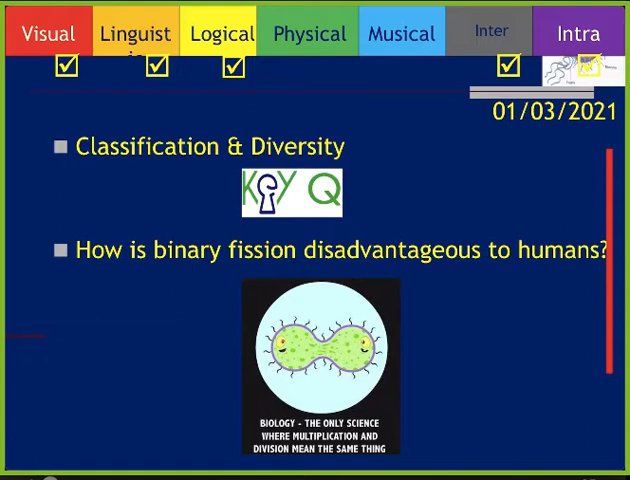 Visual
Linguisti
Logical
Physical
Musical
Inter
Intra
01/03/2021
Classification & Diversity
KEY Q
How is binary fission disadvantageous to humans?
BIOLOGY - THE ONLY SCIENCE
WHERE MULTIPLICATION AND
DIVISION MEAN THE SAME THING